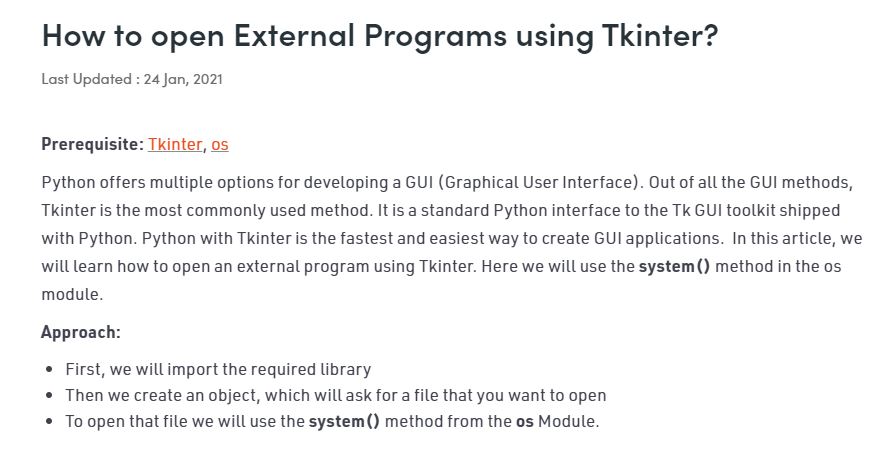 How to open External Programs using Tkinter?
Last Updated : 24 Jan, 2021
Prerequisite: Tkinter, os
Python offers multiple options for developing a GUI (Graphical User Interface). Out of all the GUI methods,
Tkinter is the most commonly used method. It is a standard Python interface to the Tk GUI toolkit shipped
with Python. Python with Tkinter is the fastest and easiest way to create GUI applications.  In this article, we
will learn how to open an external program using Tkinter. Here we will use the system() method in the os
module.
Approach:
• First, we will import the required library
• Then we create an object, which will ask for a file that you want to open
• To open that file we will use the system() method from the os Module.